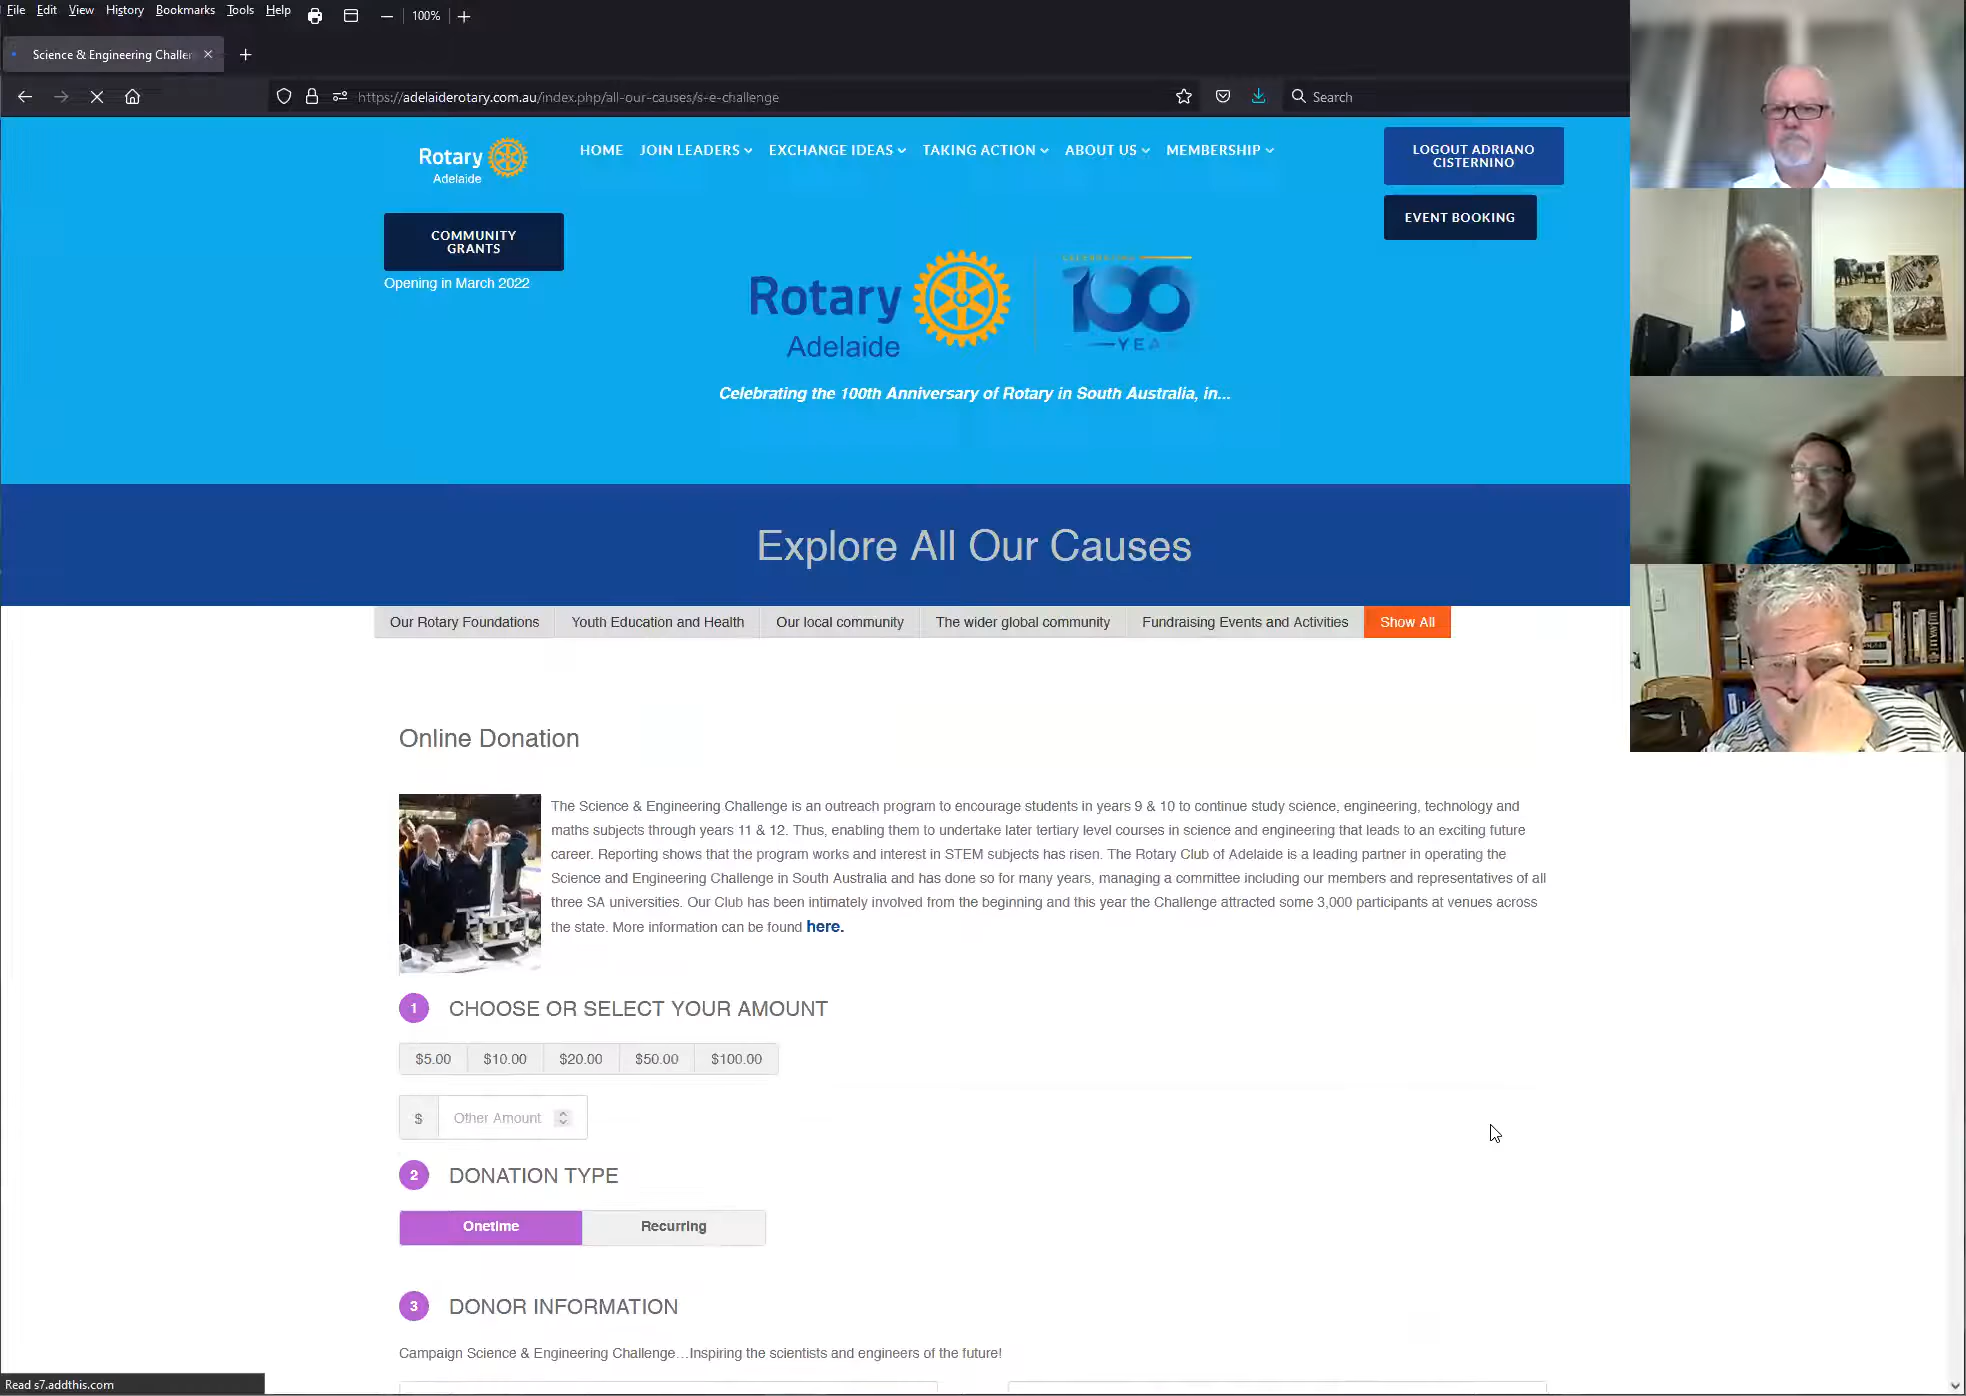 File Edit View History Bookmarks Tools Help 100%
Science & Engineering Challen
https://adelaiderotary.com.au/index.php/all-our-causes/s-e-challenge
Search
Rotary
Adelaide
HOME JOIN LEADERS EXCHANGE IDEAS TAKING ACTION ABOUT US MEMBERSHIP
LOGOUT ADRIANO
CISTERNINO
EVENT BOOKING
COMMUNITY
GRANTS
Opening in March 2022
Rotary
Adelaide
100
YEA
Celebrating the 100th Anniversary of Rotary in South Australia, in...
Explore All Our Causes
Our Rotary Foundations Youth Education and Health Our local community The wider global community Fundraising Events and Activities Show All
Online Donation
The Science & Engineering Challenge is an outreach program to encourage students in years 9 & 10 to continue study science, engineering, technology and
maths subjects through years 11 & 12. Thus, enabling them to undertake later tertiary level courses in science and engineering that leads to an exciting future
career. Reporting shows that the program works and interest in STEM subjects has risen. The Rotary Club of Adelaide is a leading partner in operating the
Science and Engineering Challenge in South Australia and has done so for many years, managing a committee including our members and representatives of all
three SA universities. Our Club has been intimately involved from the beginning and this year the Challenge attracted some 3,000 participants at venues across
the state. More information can be found here.
1 CHOOSE OR SELECT YOUR AMOUNT
$5.00 $10.00 $20.00 $50.00 $100.00
$ Other Amount
2 DONATION TYPE
Onetime Recurring
3 DONOR INFORMATION
Campaign Science & Engineering Challenge...Inspiring the scientists and engineers of the future!
Read s7.addthis.com